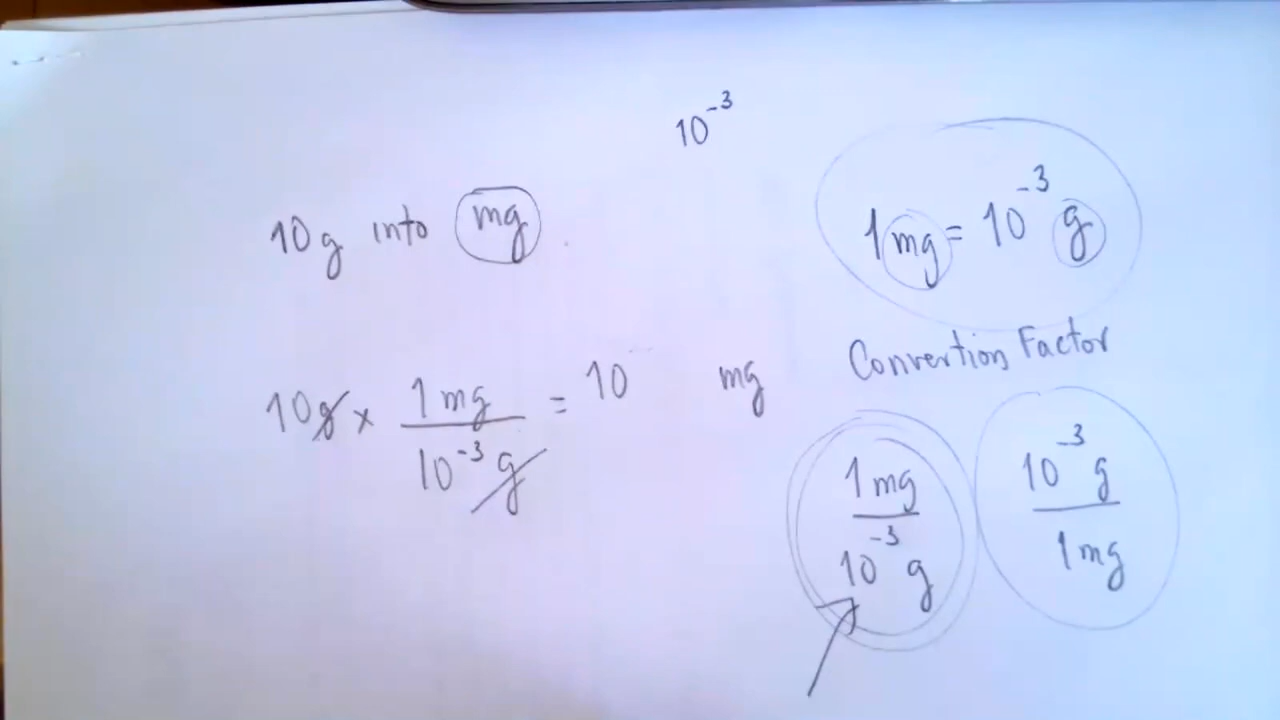 10⁻³
10g into mg
1mg = 10⁻³ g
Convertion Factor
10g x 1mg/10⁻³ g = 10 mg
1mg/10⁻³ g
10⁻³ g/1mg